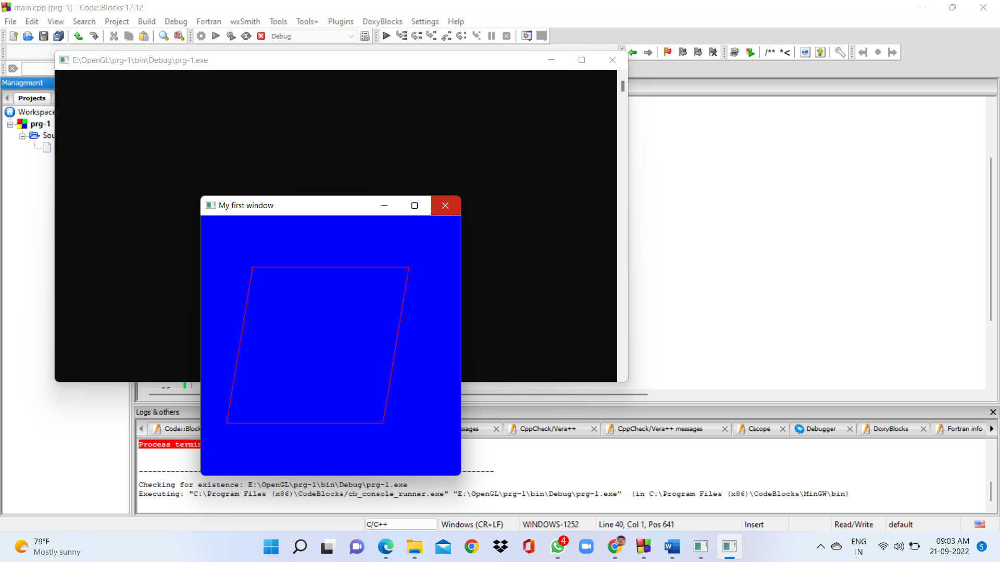 main.cpp [prg-1] - Code::Blocks 17.12
File Edit View Search Project Build Debug Fortran wxSmith Tools Tools+ Plugins DoxyBlocks Settings Help
Debug
/** *<
E:\OpenGL\prg-1\bin\Debug\prg-1.exe
Management
Projects
Workspace
prg-1
Sou
My first window
Logs & others
Code::Block
ssages
CppCheck/Vera++
CppCheck/Vera++ messages
Cscope
Debugger
DoxyBlocks
Fortran info
Process termin
Checking for existence: E:\OpenGL\prg-1\bin\Debug\prg-1.exe
Executing: "C:\Program Files (x86)\CodeBlocks/cb_console_runner.exe" "E:\OpenGL\prg-1\bin\Debug\prg-1.exe"  (in C:\Program Files (x86)\CodeBlocks\MinGW\bin)
C/C++ Windows (CR+LF) WINDOWS-1252 Line 40, Col 1, Pos 641 Insert Read/Write default
79°F
Mostly sunny
4
ENG
IN
09:03 AM
21-09-2022
5